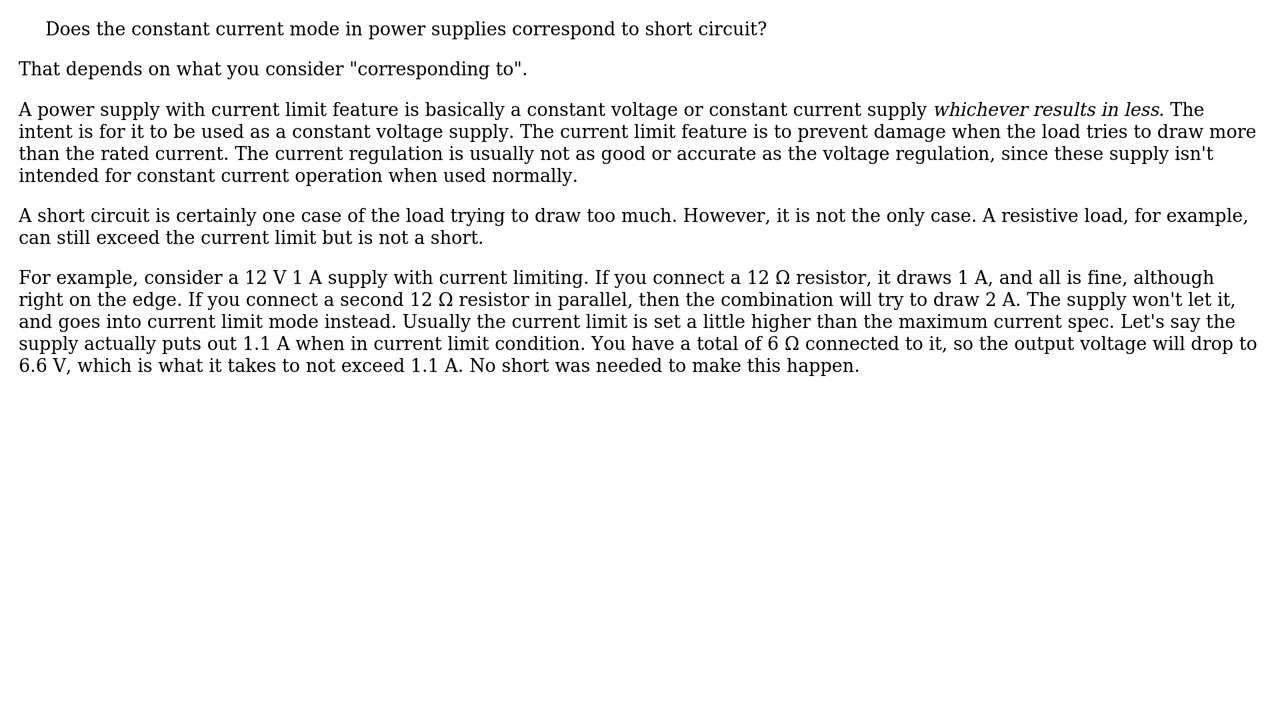 Does the constant current mode in power supplies correspond to short circuit?
That depends on what you consider "corresponding to".
A power supply with current limit feature is basically a constant voltage or constant current supply whichever results in less. The
intent is for it to be used as a constant voltage supply. The current limit feature is to prevent damage when the load tries to draw more
than the rated current. The current regulation is usually not as good or accurate as the voltage regulation, since these supply isn't
intended for constant current operation when used normally.
A short circuit is certainly one case of the load trying to draw too much. However, it is not the only case. A resistive load, for example,
can still exceed the current limit but is not a short.
For example, consider a 12 V 1 A supply with current limiting. If you connect a 12 Ω resistor, it draws 1 A, and all is fine, although
right on the edge. If you connect a second 12 Ω resistor in parallel, then the combination will try to draw 2 A. The supply won't let it,
and goes into current limit mode instead. Usually the current limit is set a little higher than the maximum current spec. Let's say the
supply actually puts out 1.1 A when in current limit condition. You have a total of 6 Ω connected to it, so the output voltage will drop to
6.6 V, which is what it takes to not exceed 1.1 A. No short was needed to make this happen.